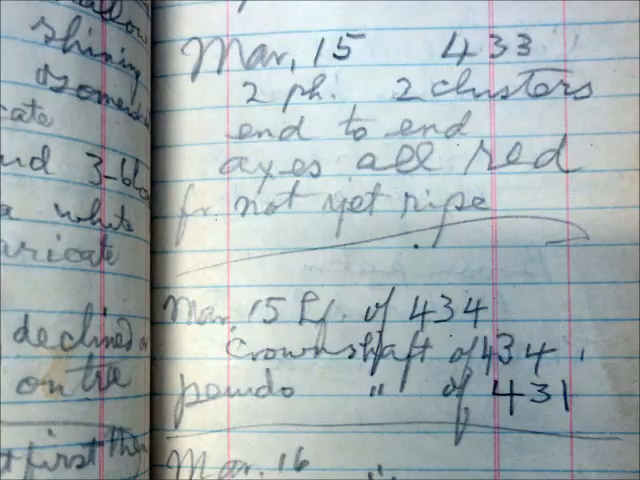 shining
cate
3-6
a white
varicate
declined
on the
first then
Mar. 15 433
2 ph. 2 clusters
end to end
axes all red
fr not yet ripe
Mar. 15 Lf. of 434
Crownshaft of 434
pseudo " of 431
Mar. 16